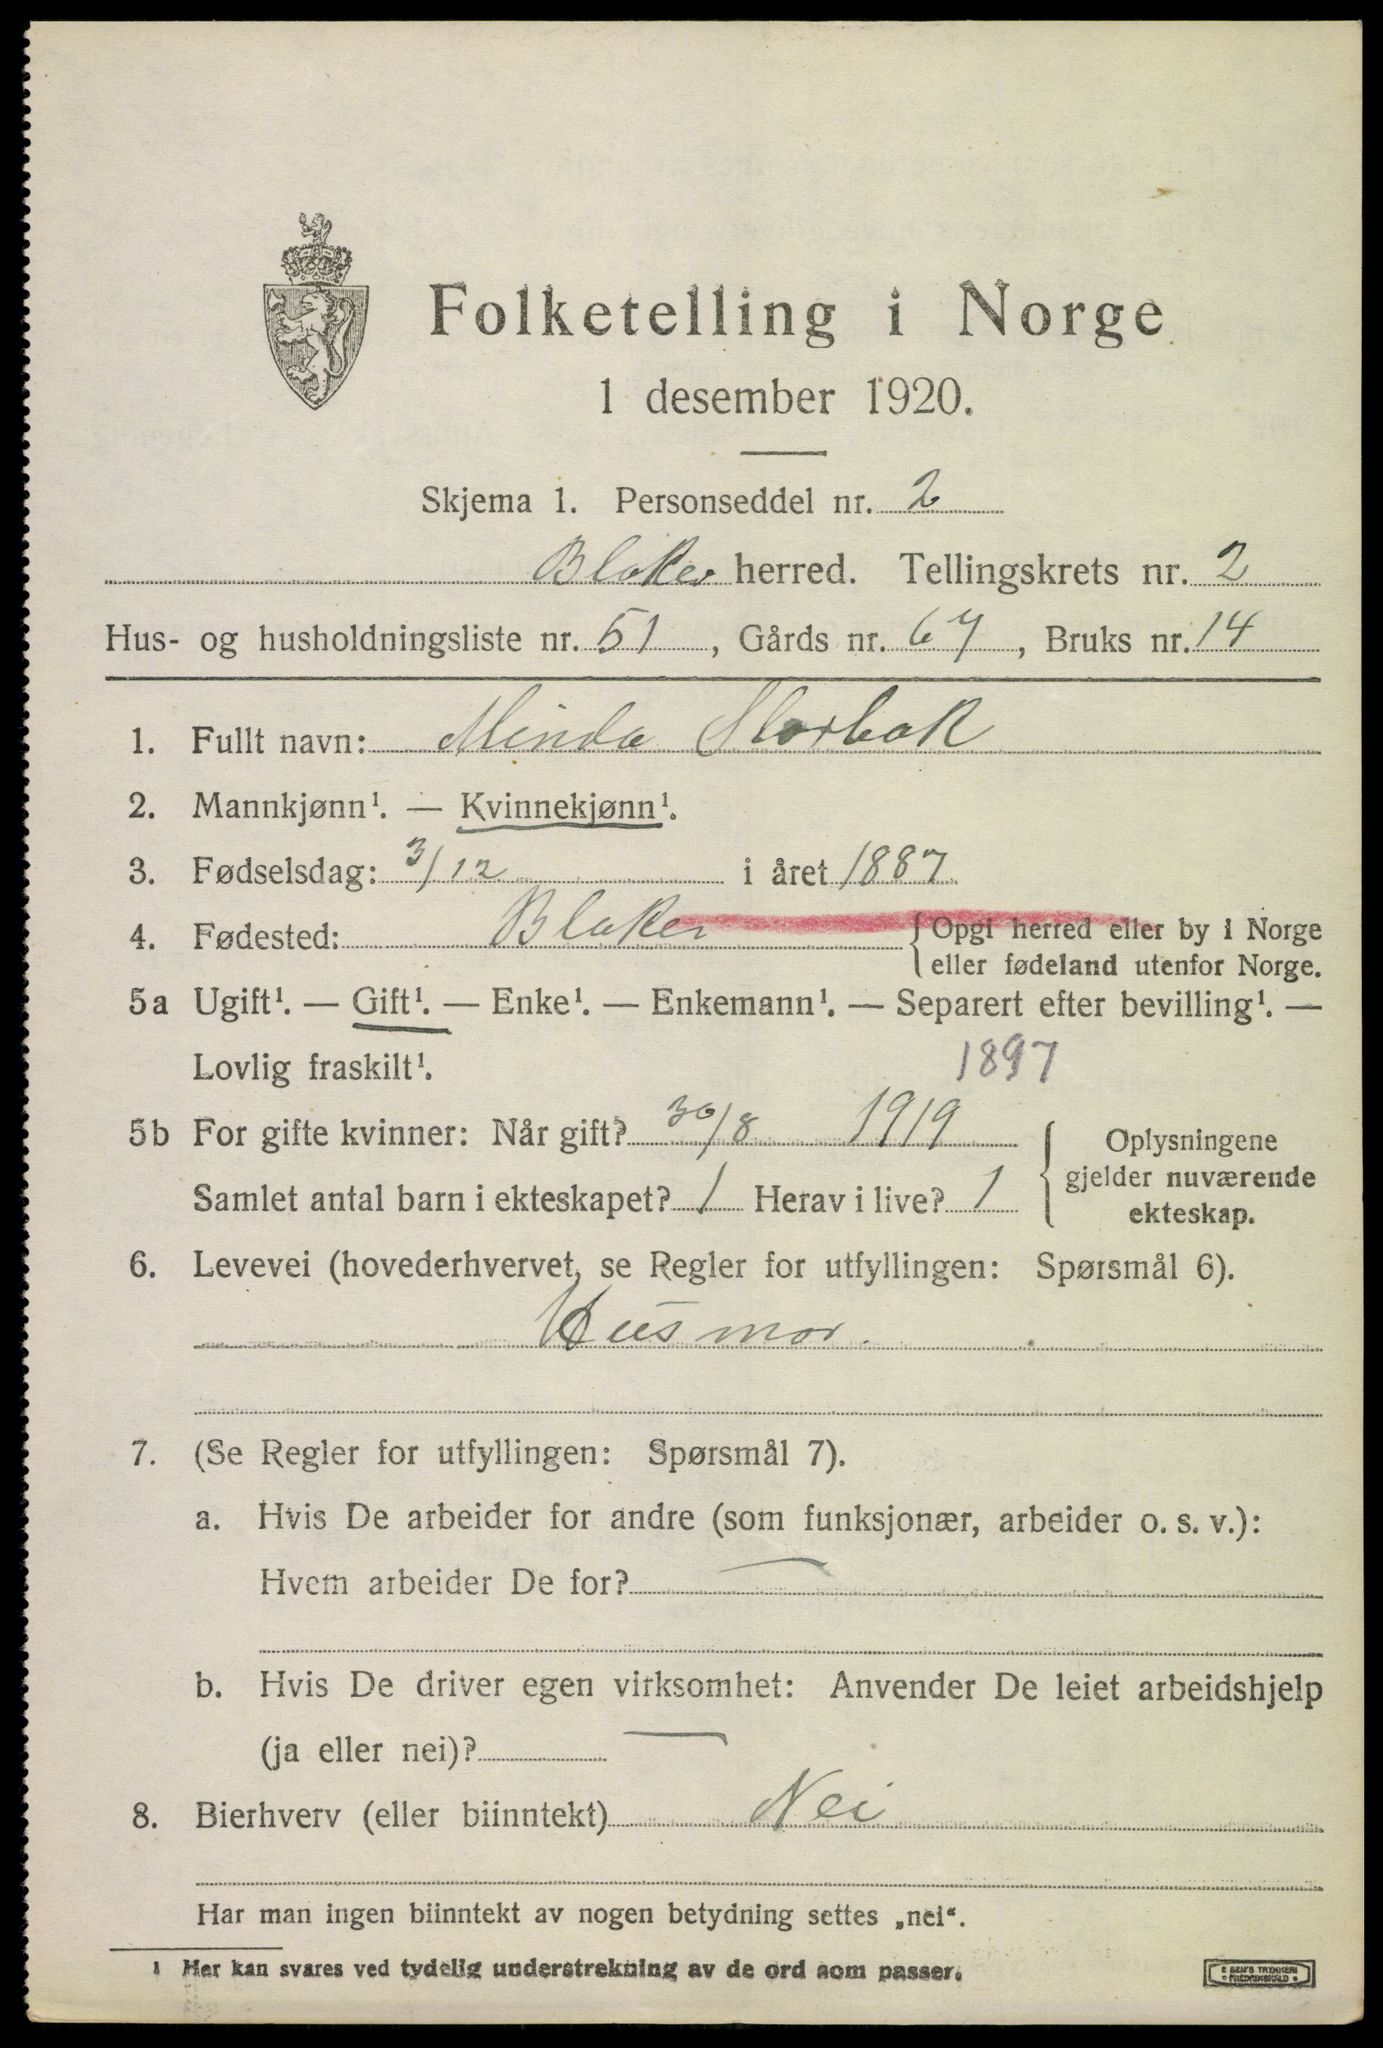 Folketelling i Norge
1 desember 1920.
Skjema 1. Personseddel nr. 2
Blaker herred. Tellingskrets nr. 2
Hus- og husholdningsliste nr. 51, Gårds nr. 67, Bruks nr. 14
1. Fullt navn: Minda Storbak
2. Mannkjønn¹. — Kvinnekjønn¹.
3. Fødselsdag: 3/12 i året 1887
4. Fødested: Blaker { Opgi herred eller by i Norge
eller fødeland utenfor Norge.
5a Ugift¹. — Gift¹. — Enke¹. — Enkemann¹. — Separert efter bevilling¹. —
Lovlig fraskilt¹. 1897
5b For gifte kvinner: Når gift? 30/8 1919 { Oplysningene
gjelder nuværende
Samlet antal barn i ekteskapet? 1 Herav i live? 1
ekteskap.
6. Levevei (hovederhvervet, se Regler for utfyllingen: Spørsmål 6).
Husmor.
7. (Se Regler for utfyllingen: Spørsmål 7).
a. Hvis De arbeider for andre (som funksjonær, arbeider o. s. v.):
Hvem arbeider De for? —
b. Hvis De driver egen virksomhet: Anvender De leiet arbeidshjelp
(ja eller nei)? —
8. Bierhverv (eller biinntekt) Nei
Har man ingen biinntekt av nogen betydning settes „nei“.
1 Her kan svares ved tydelig understrekning av de ord som passer.
E SEM'S TRYKKERI
FREDRIKSHALD